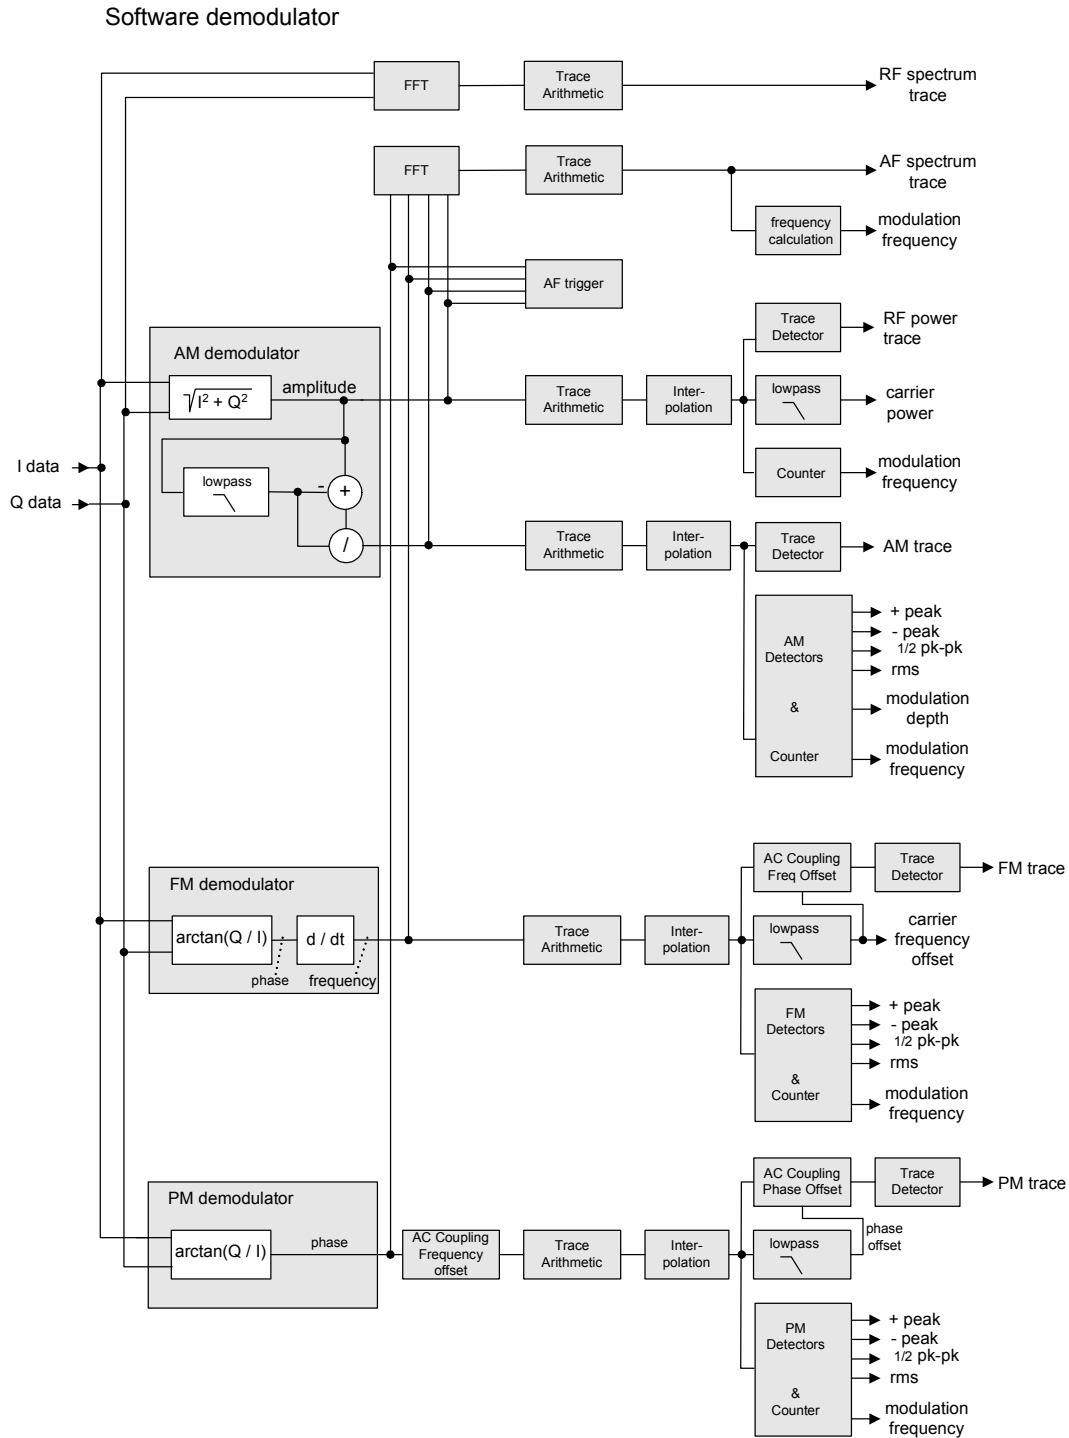 Software demodulator
FFT
Trace
Arithmetic
RF spectrum
trace
FFT
Trace
Arithmetic
AF spectrum
trace
frequency
calculation
modulation
frequency
AF trigger
Trace
Detector
RF power
trace
AM demodulator
√I² + Q²
amplitude
Trace
Arithmetic
Inter-
polation
lowpass
carrier
power
I data
Q data
lowpass
-
+
Counter
modulation
frequency
/
Trace
Arithmetic
Inter-
polation
Trace
Detector
AM trace
AM
Detectors
&
Counter
+ peak
- peak
1/2 pk-pk
rms
modulation
depth
modulation
frequency
AC Coupling
Freq Offset
Trace
Detector
FM trace
FM demodulator
arctan(Q / I)
d / dt
phase
frequency
Trace
Arithmetic
Inter-
polation
lowpass
carrier
frequency
offset
FM
Detectors
&
Counter
+ peak
- peak
1/2 pk-pk
rms
modulation
frequency
AC Coupling
Phase Offset
Trace
Detector
PM trace
PM demodulator
arctan(Q / I)
phase
AC Coupling
Frequency
offset
Trace
Arithmetic
Inter-
polation
lowpass
phase
offset
PM
Detectors
&
Counter
+ peak
- peak
1/2 pk-pk
rms
modulation
frequency